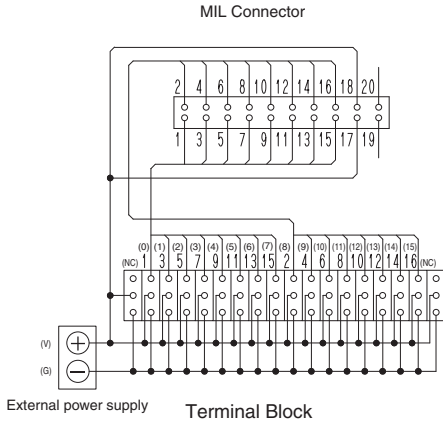 MIL Connector
2 4 6 8 10 12 14 16 18 20
1 3 5 7 9 11 13 15 17 19
(0) (1) (2) (3) (4) (5) (6) (7) (8) (9) (10) (11) (12) (13) (14) (15)
(NC) 1 3 5 7 9 11 13 15 2 4 6 8 10 12 14 16 (NC)
(V) +
(G) −
External power supply
Terminal Block